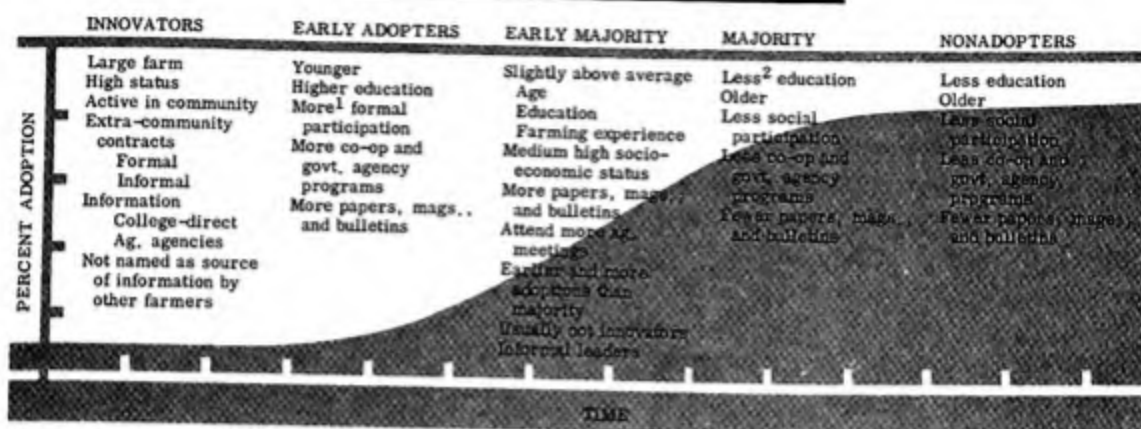 INNOVATORS
Large farm
High status
Active in community
Extra-community
contracts
Formal
Informal
Information
College-direct
Ag. agencies
Not named as source
of information by
other farmers
EARLY ADOPTERS
Younger
Higher education
More¹ formal
participation
More co-op and
govt. agency
programs
More papers, mags.,
and bulletins
EARLY MAJORITY
Slightly above average
Age
Education
Farming experience
Medium high socio-
economic status
More papers, mags.,
and bulletins
Attend more ag.
meetings
Earlier and more
adoptions than
majority
Usually not innovators
Informal leaders
MAJORITY
Less² education
Older
Less social
participation
Less co-op and
govt. agency
programs
Fewer papers, mags.,
and bulletins
NONADOPTERS
Less education
Older
Less social
participation
Less co-op and
govt. agency
programs
Fewer papers, mags.,
and bulletins
PERCENT ADOPTION
TIME